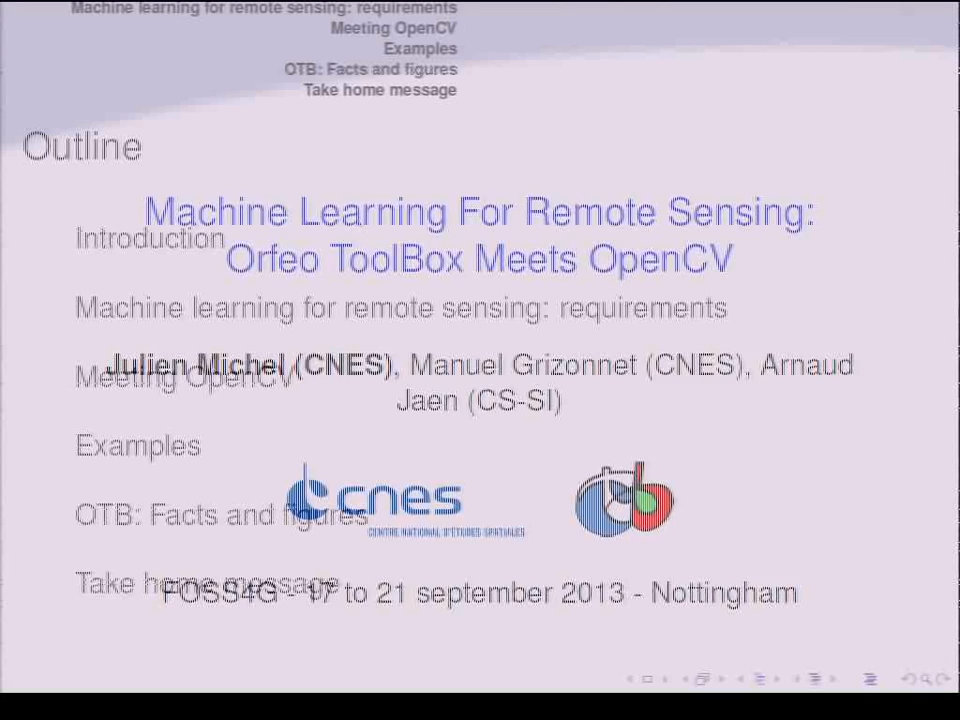 Machine learning for remote sensing: requirements
Meeting OpenCV
Examples
OTB: Facts and figures
Take home message
Outline
Machine Learning For Remote Sensing:
Orfeo ToolBox Meets OpenCV
Introduction
Machine learning for remote sensing: requirements
Julien Michel (CNES), Manuel Grizonnet (CNES), Arnaud
Jaen (CS-SI)
Meeting OpenCV
Examples
cnes
CENTRE NATIONAL D'ÉTUDES SPATIALES
OTB: Facts and figures
Take home message
FOSS4G - 17 to 21 september 2013 - Nottingham